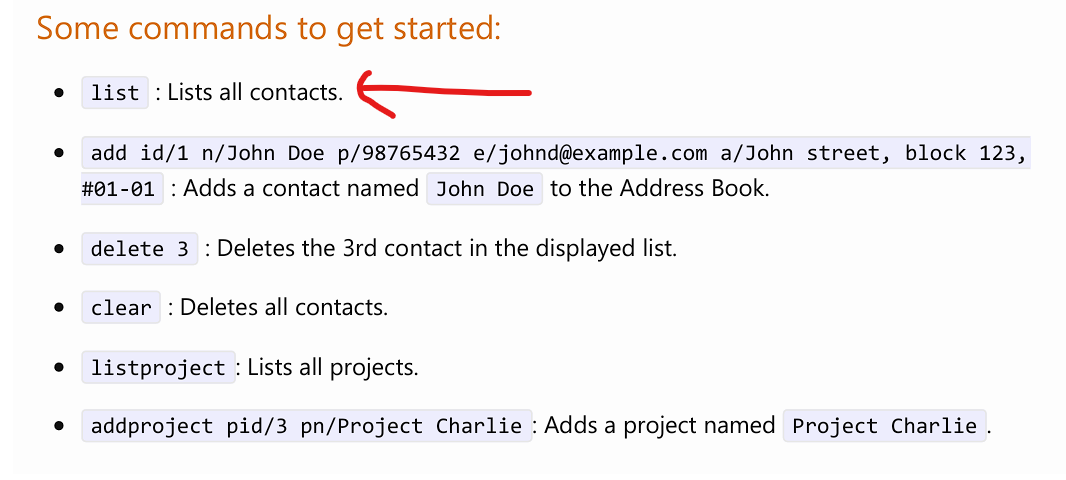 Some commands to get started:
list : Lists all contacts.
add id/1 n/John Doe p/98765432 e/johnd@example.com a/John street, block 123,
#01-01 : Adds a contact named John Doe to the Address Book.
delete 3 : Deletes the 3rd contact in the displayed list.
clear : Deletes all contacts.
listproject: Lists all projects.
addproject pid/3 pn/Project Charlie: Adds a project named Project Charlie.